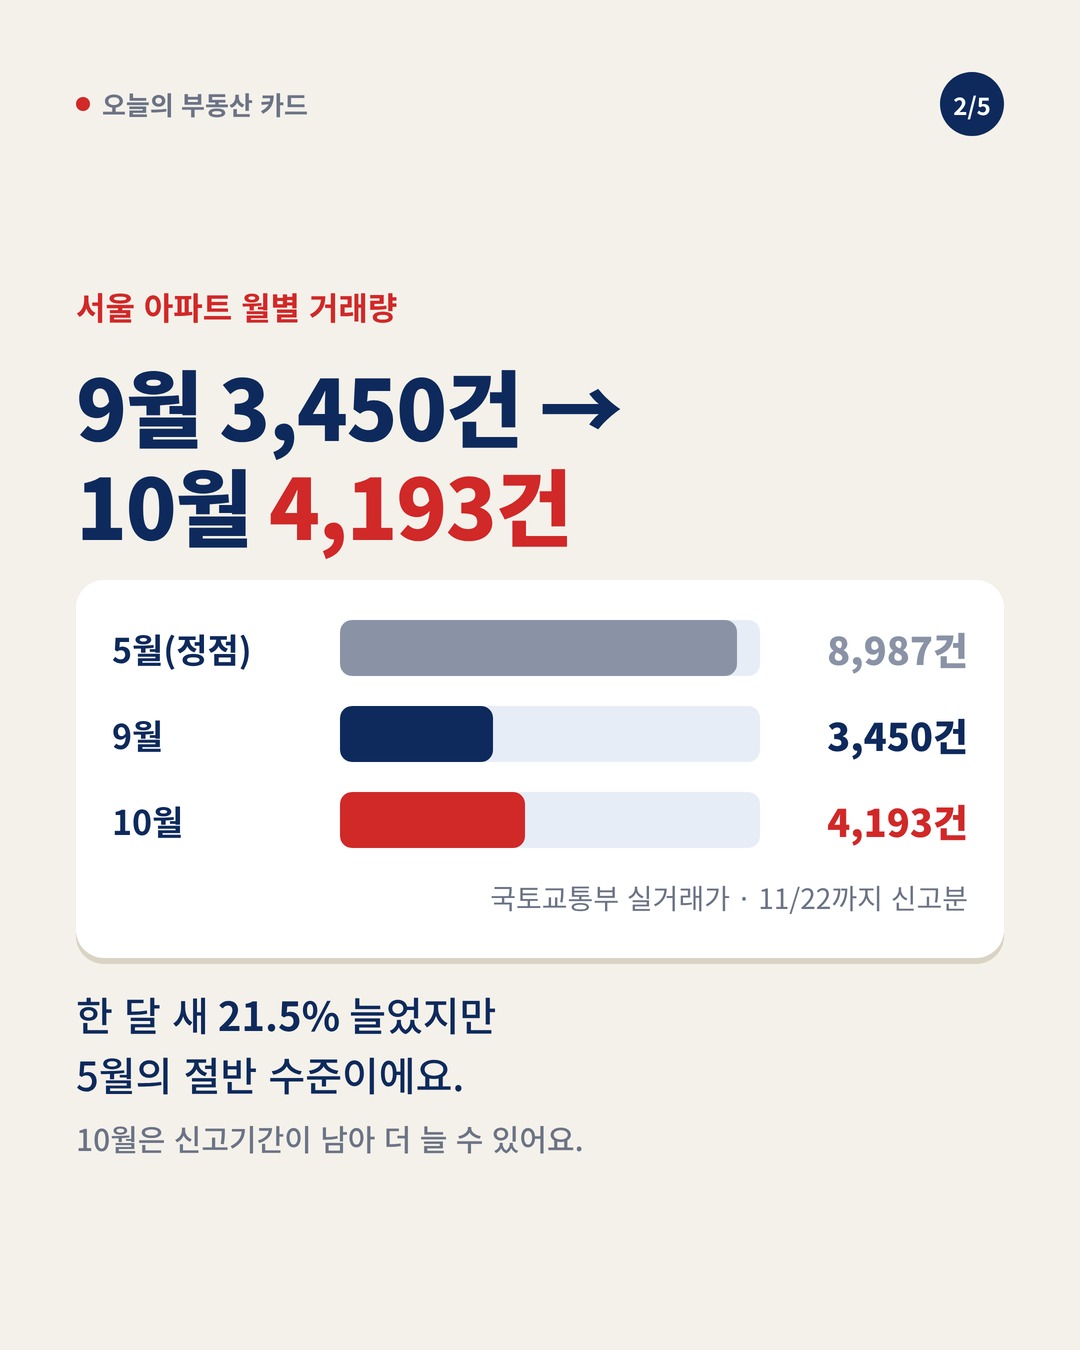 오늘의 부동산 카드
2/5
서울 아파트 월별 거래량
9월 3,450건 →
10월 4,193건
5월(정점) 8,987건
9월 3,450건
10월 4,193건
국토교통부 실거래가 · 11/22까지 신고분
한 달 새 21.5% 늘었지만
5월의 절반 수준이에요.
10월은 신고기간이 남아 더 늘 수 있어요.